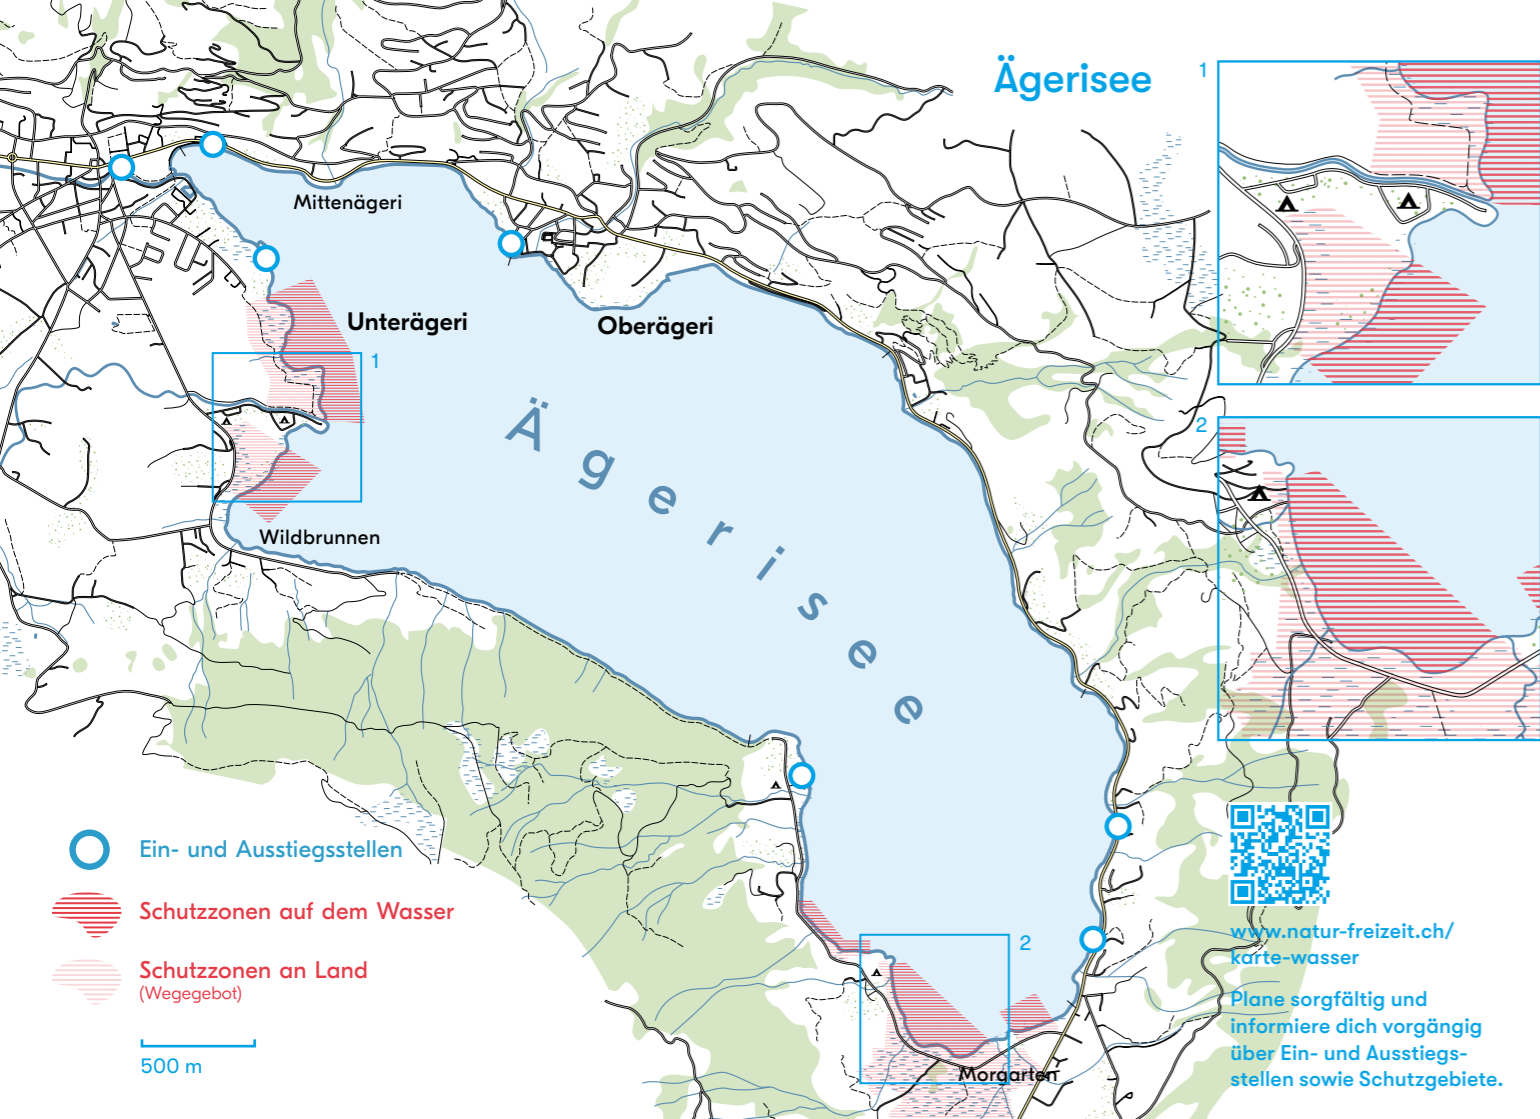 Ägerisee
1
Mittenägeri
Unterägeri
Oberägeri
1
Ägerisee
2
Wildbrunnen
Ein- und Ausstiegsstellen
Schutzzonen auf dem Wasser
Schutzzonen an Land
(Wegegebot)
500 m
2
Morgarten
www.natur-freizeit.ch/
karte-wasser
Plane sorgfältig und
informiere dich vorgängig
über Ein- und Ausstiegs-
stellen sowie Schutzgebiete.